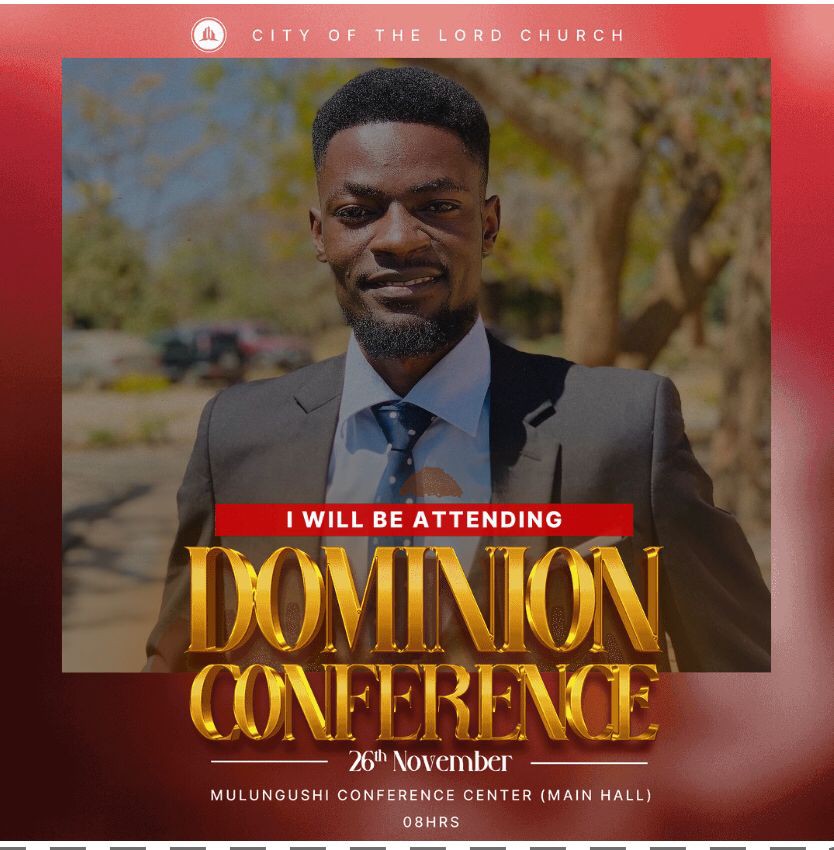 CITY OF THE LORD CHURCH
I WILL BE ATTENDING
DOMINION
CONFERENCE
26th November
MULUNGUSHI CONFERENCE CENTER (MAIN HALL)
08HRS